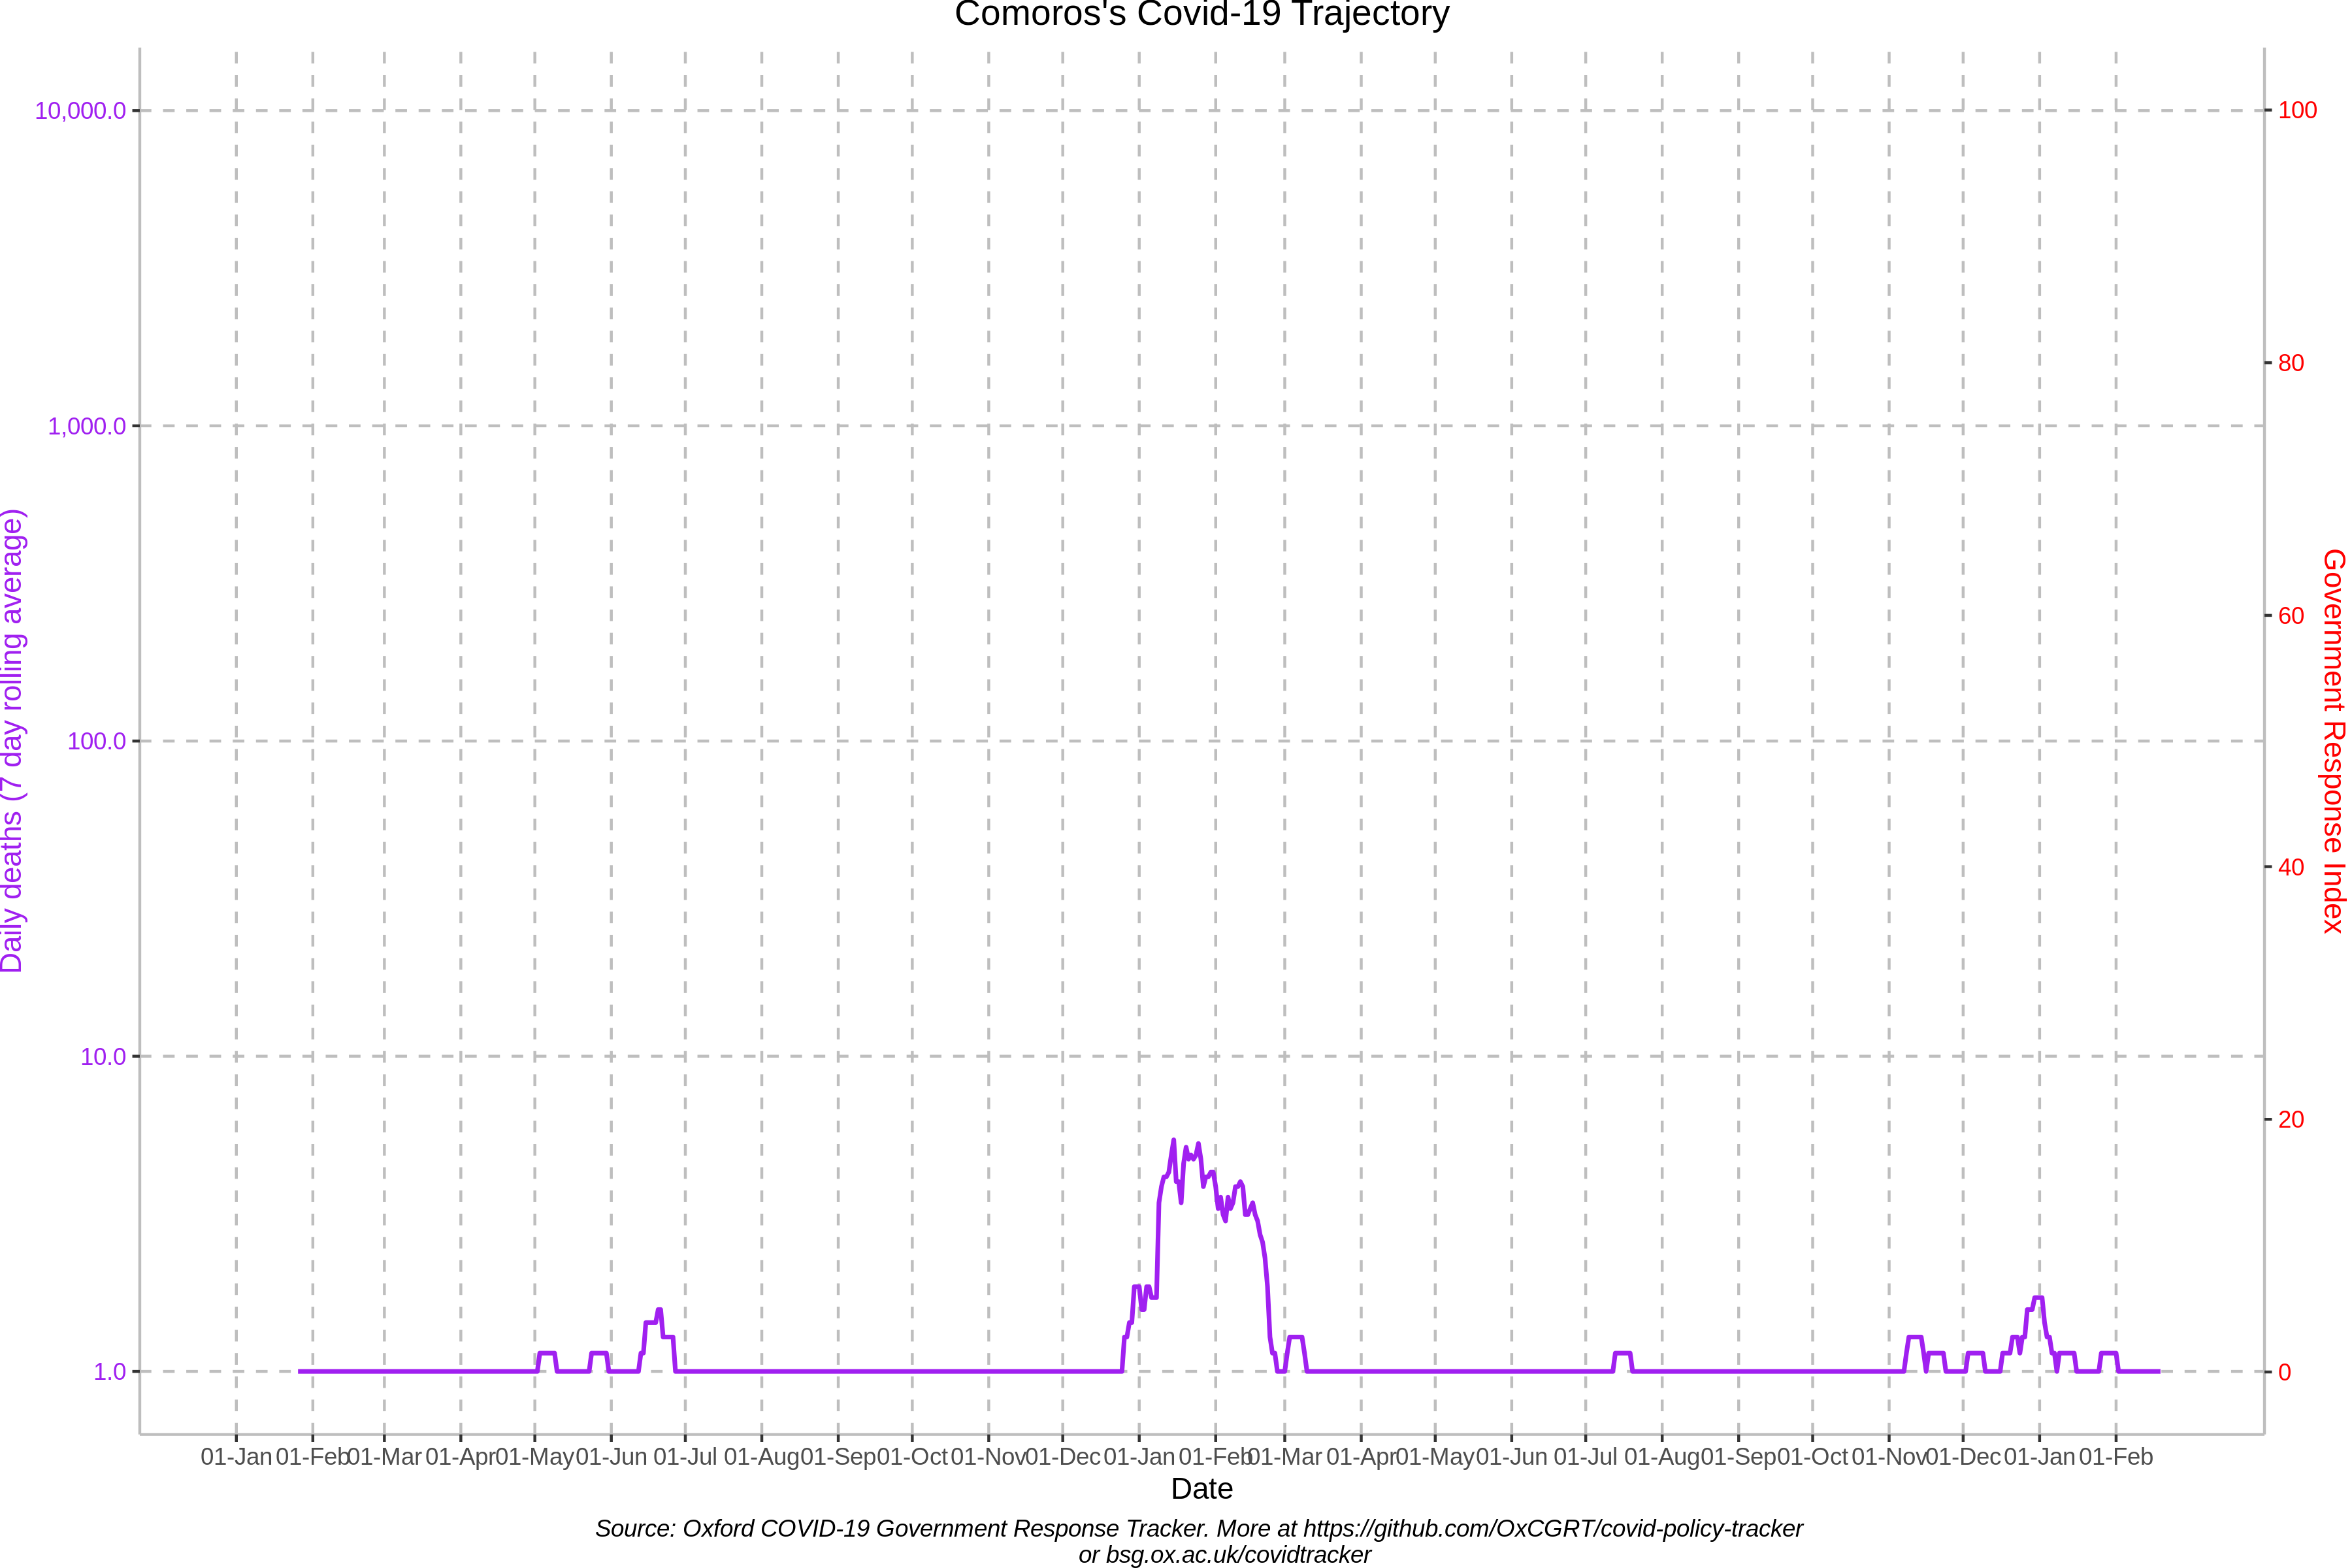 Comoros's Covid-19 Trajectory
10,000.0
1,000.0
100.0
10.0
1.0
Daily deaths (7 day rolling average)
100
80
60
40
20
0
Government Response Index
01-Jan 01-Feb 01-Mar 01-Apr 01-May 01-Jun 01-Jul 01-Aug 01-Sep 01-Oct 01-Nov 01-Dec 01-Jan 01-Feb 01-Mar 01-Apr 01-May 01-Jun 01-Jul 01-Aug 01-Sep 01-Oct 01-Nov 01-Dec 01-Jan 01-Feb
Date
Source: Oxford COVID-19 Government Response Tracker. More at https://github.com/OxCGRT/covid-policy-tracker
or bsg.ox.ac.uk/covidtracker